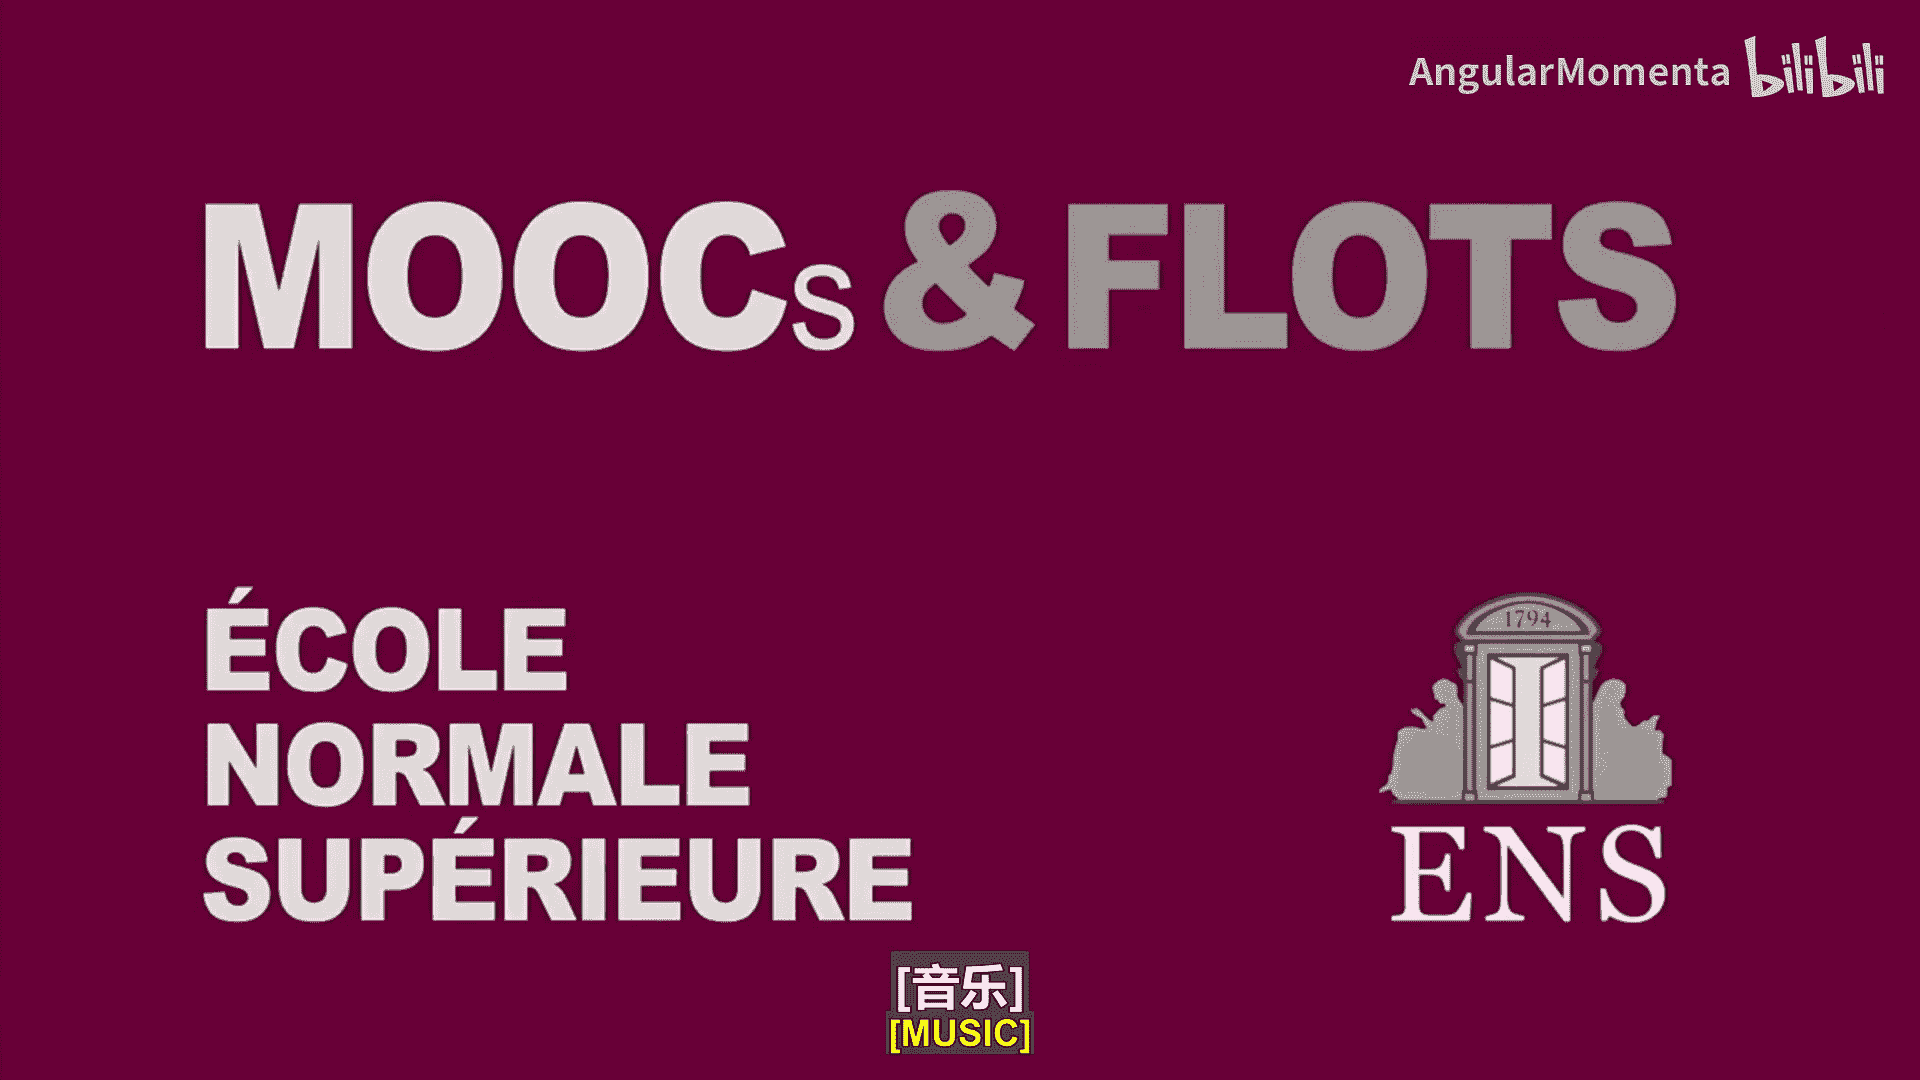 AngularMomenta bilibili
MOOCs & FLOTS
ÉCOLE
NORMALE
SUPÉRIEURE
1794
ENS
[音乐]
[MUSIC]